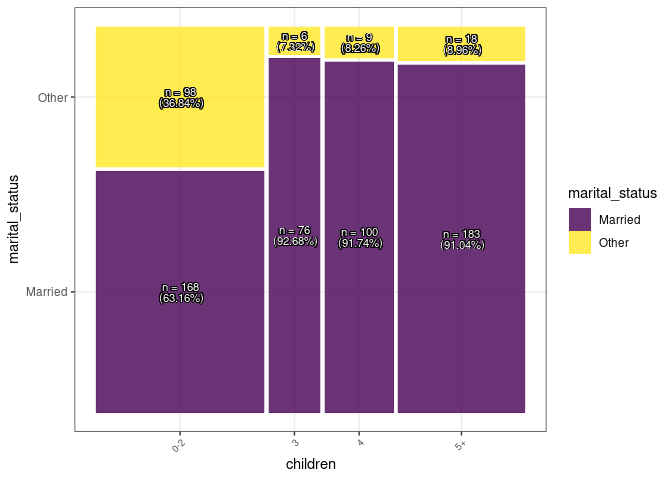 n = 6
(7.32%)
n = 9
(8.26%)
n = 18
(8.96%)
n = 98
(36.84%)
n = 76
(92.68%)
n = 100
(91.74%)
n = 183
(91.04%)
n = 168
(63.16%)
Other
Married
marital_status
0-2
3
4
5+
children
marital_status
Married
Other